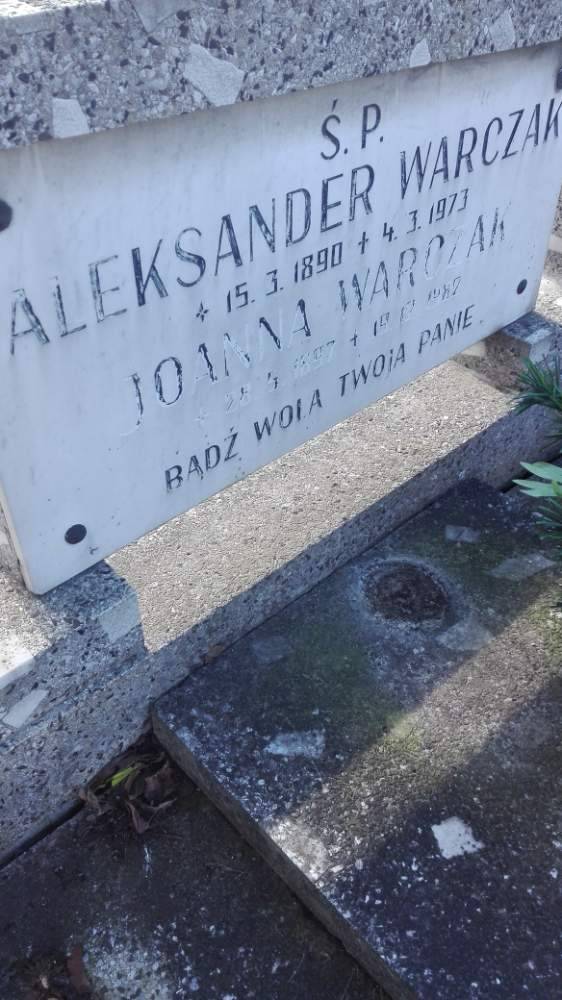 Ś. P.
ALEKSANDER WARCZAK
* 15. 3. 1890 + 4. 3. 1973
JOANNA WARCZAK
+
BĄDŹ WOLA TWOJA PANIE.